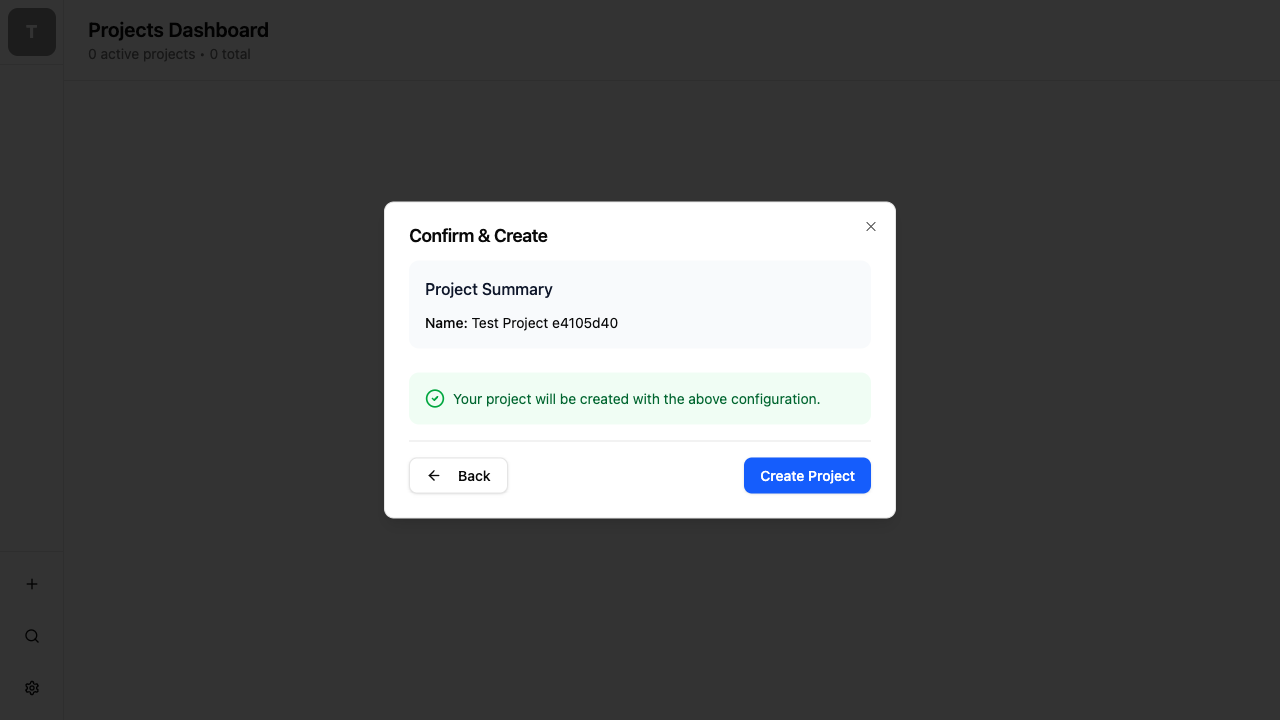 T
Projects Dashboard
0 active projects • 0 total
Confirm & Create
Project Summary
Name: Test Project e4105d40
Your project will be created with the above configuration.
Back
Create Project